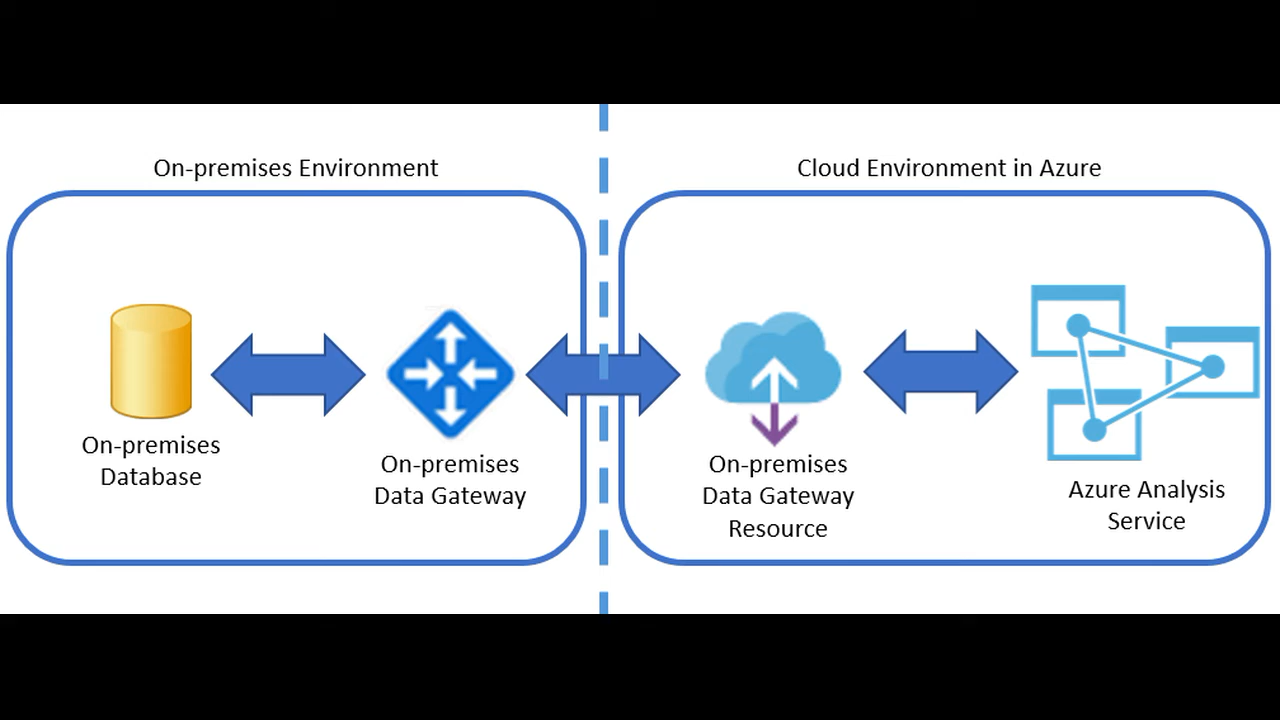 On-premises Environment
Cloud Environment in Azure
On-premises
Database
On-premises
Data Gateway
On-premises
Data Gateway
Resource
Azure Analysis
Service